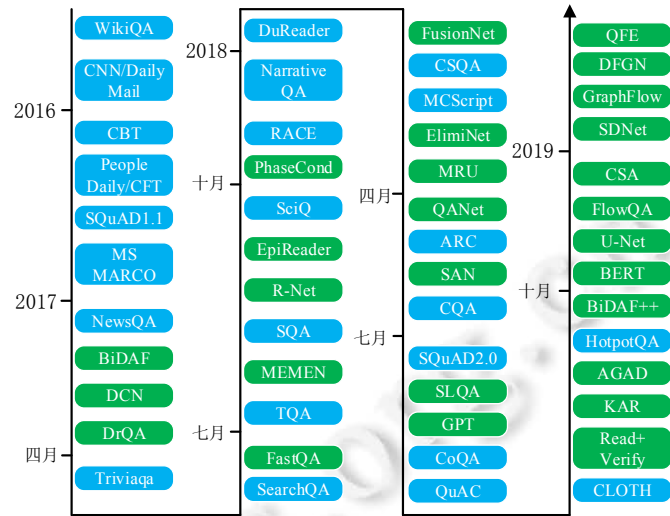 WikiQA
CNN/Daily
Mail
2016
CBT
People
Daily/CFT
SQuAD1.1
MS
MARCO
2017
NewsQA
BiDAF
DCN
DrQA
四月
Triviaqa
DuReader
2018
Narrative
QA
RACE
PhaseCond
十月
SciQ
EpiReader
R-Net
SQA
MEMEN
TQA
七月
FastQA
SearchQA
FusionNet
CSQA
MCScript
ElimiNet
MRU
四月
QANet
ARC
SAN
CQA
七月
SQuAD2.0
SLQA
GPT
CoQA
QuAC
QFE
DFGN
GraphFlow
SDNet
2019
CSA
FlowQA
U-Net
BERT
十月
BiDAF++
HotpotQA
AGAD
KAR
Read+
Verify
CLOTH